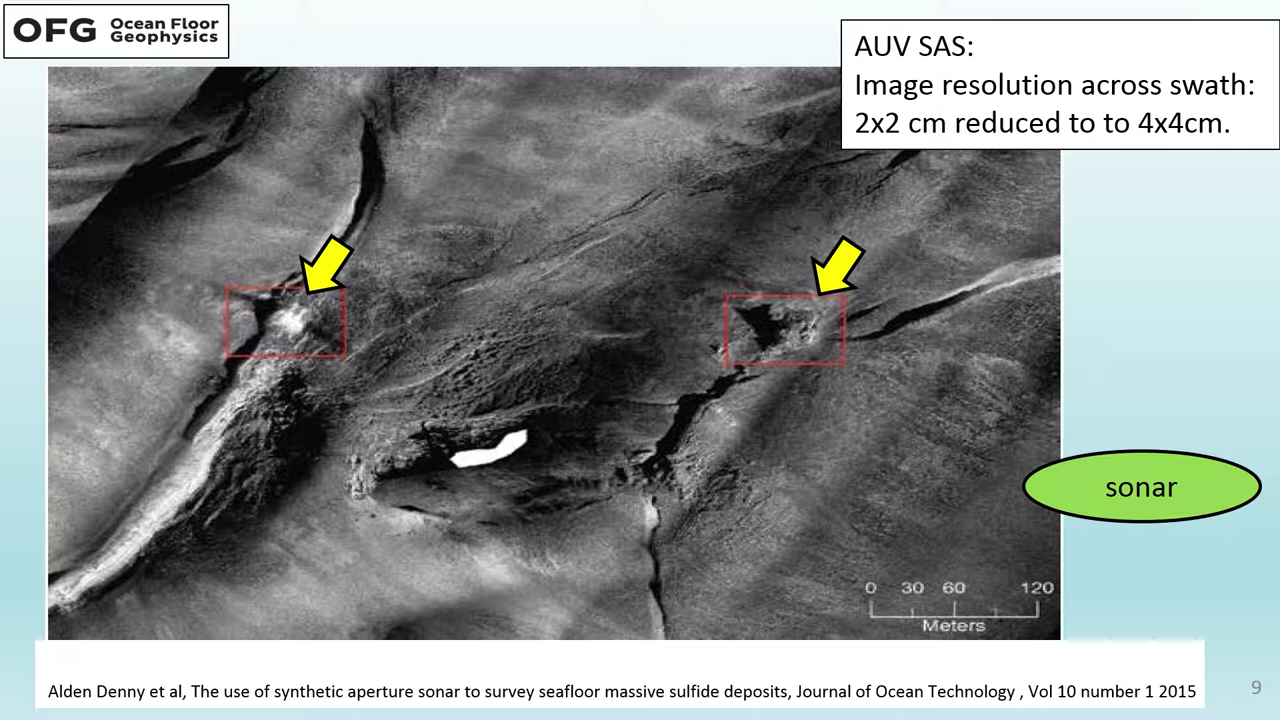 OFG Ocean Floor
Geophysics
AUV SAS:
Image resolution across swath:
2x2 cm reduced to to 4x4cm.
sonar
0 30 60 120
Meters
Alden Denny et al, The use of synthetic aperture sonar to survey seafloor massive sulfide deposits, Journal of Ocean Technology , Vol 10 number 1 2015
9